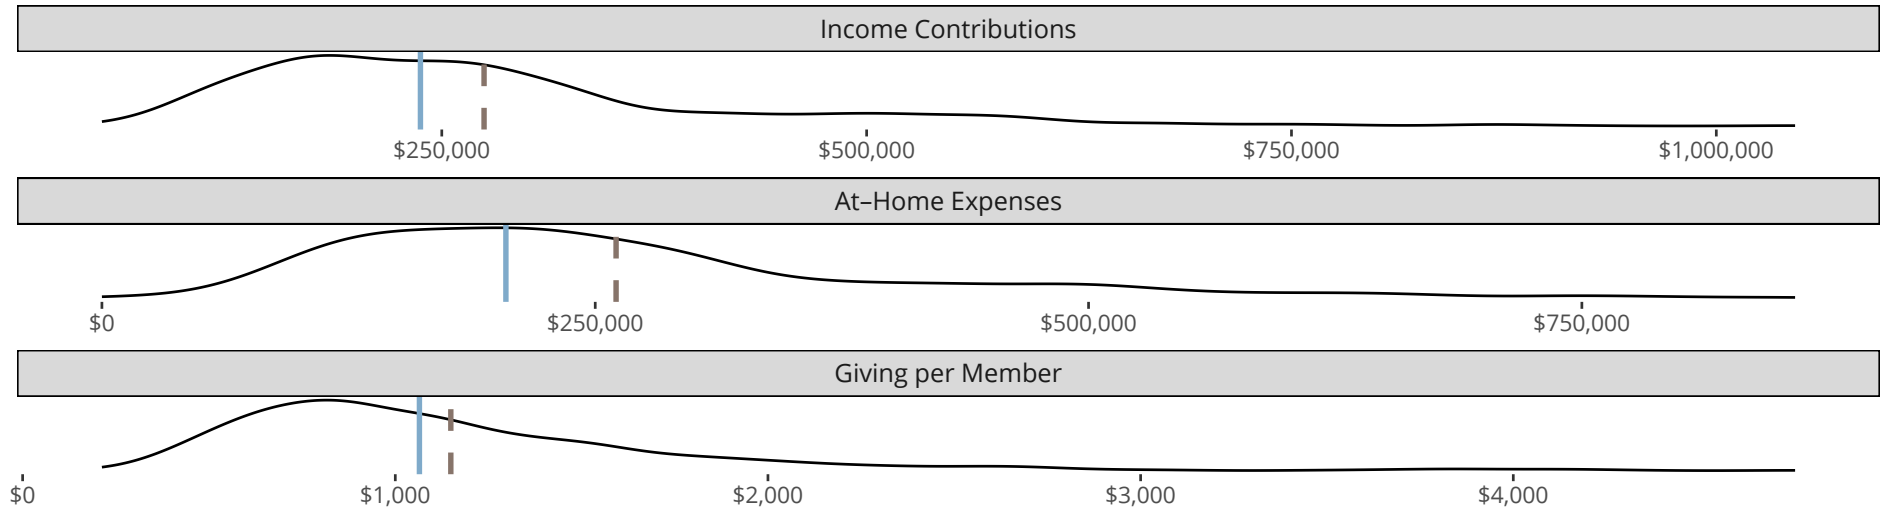 Income Contributions
$250,000 $500,000 $750,000 $1,000,000
At–Home Expenses
$0 $250,000 $500,000 $750,000
Giving per Member
$0 $1,000 $2,000 $3,000 $4,000